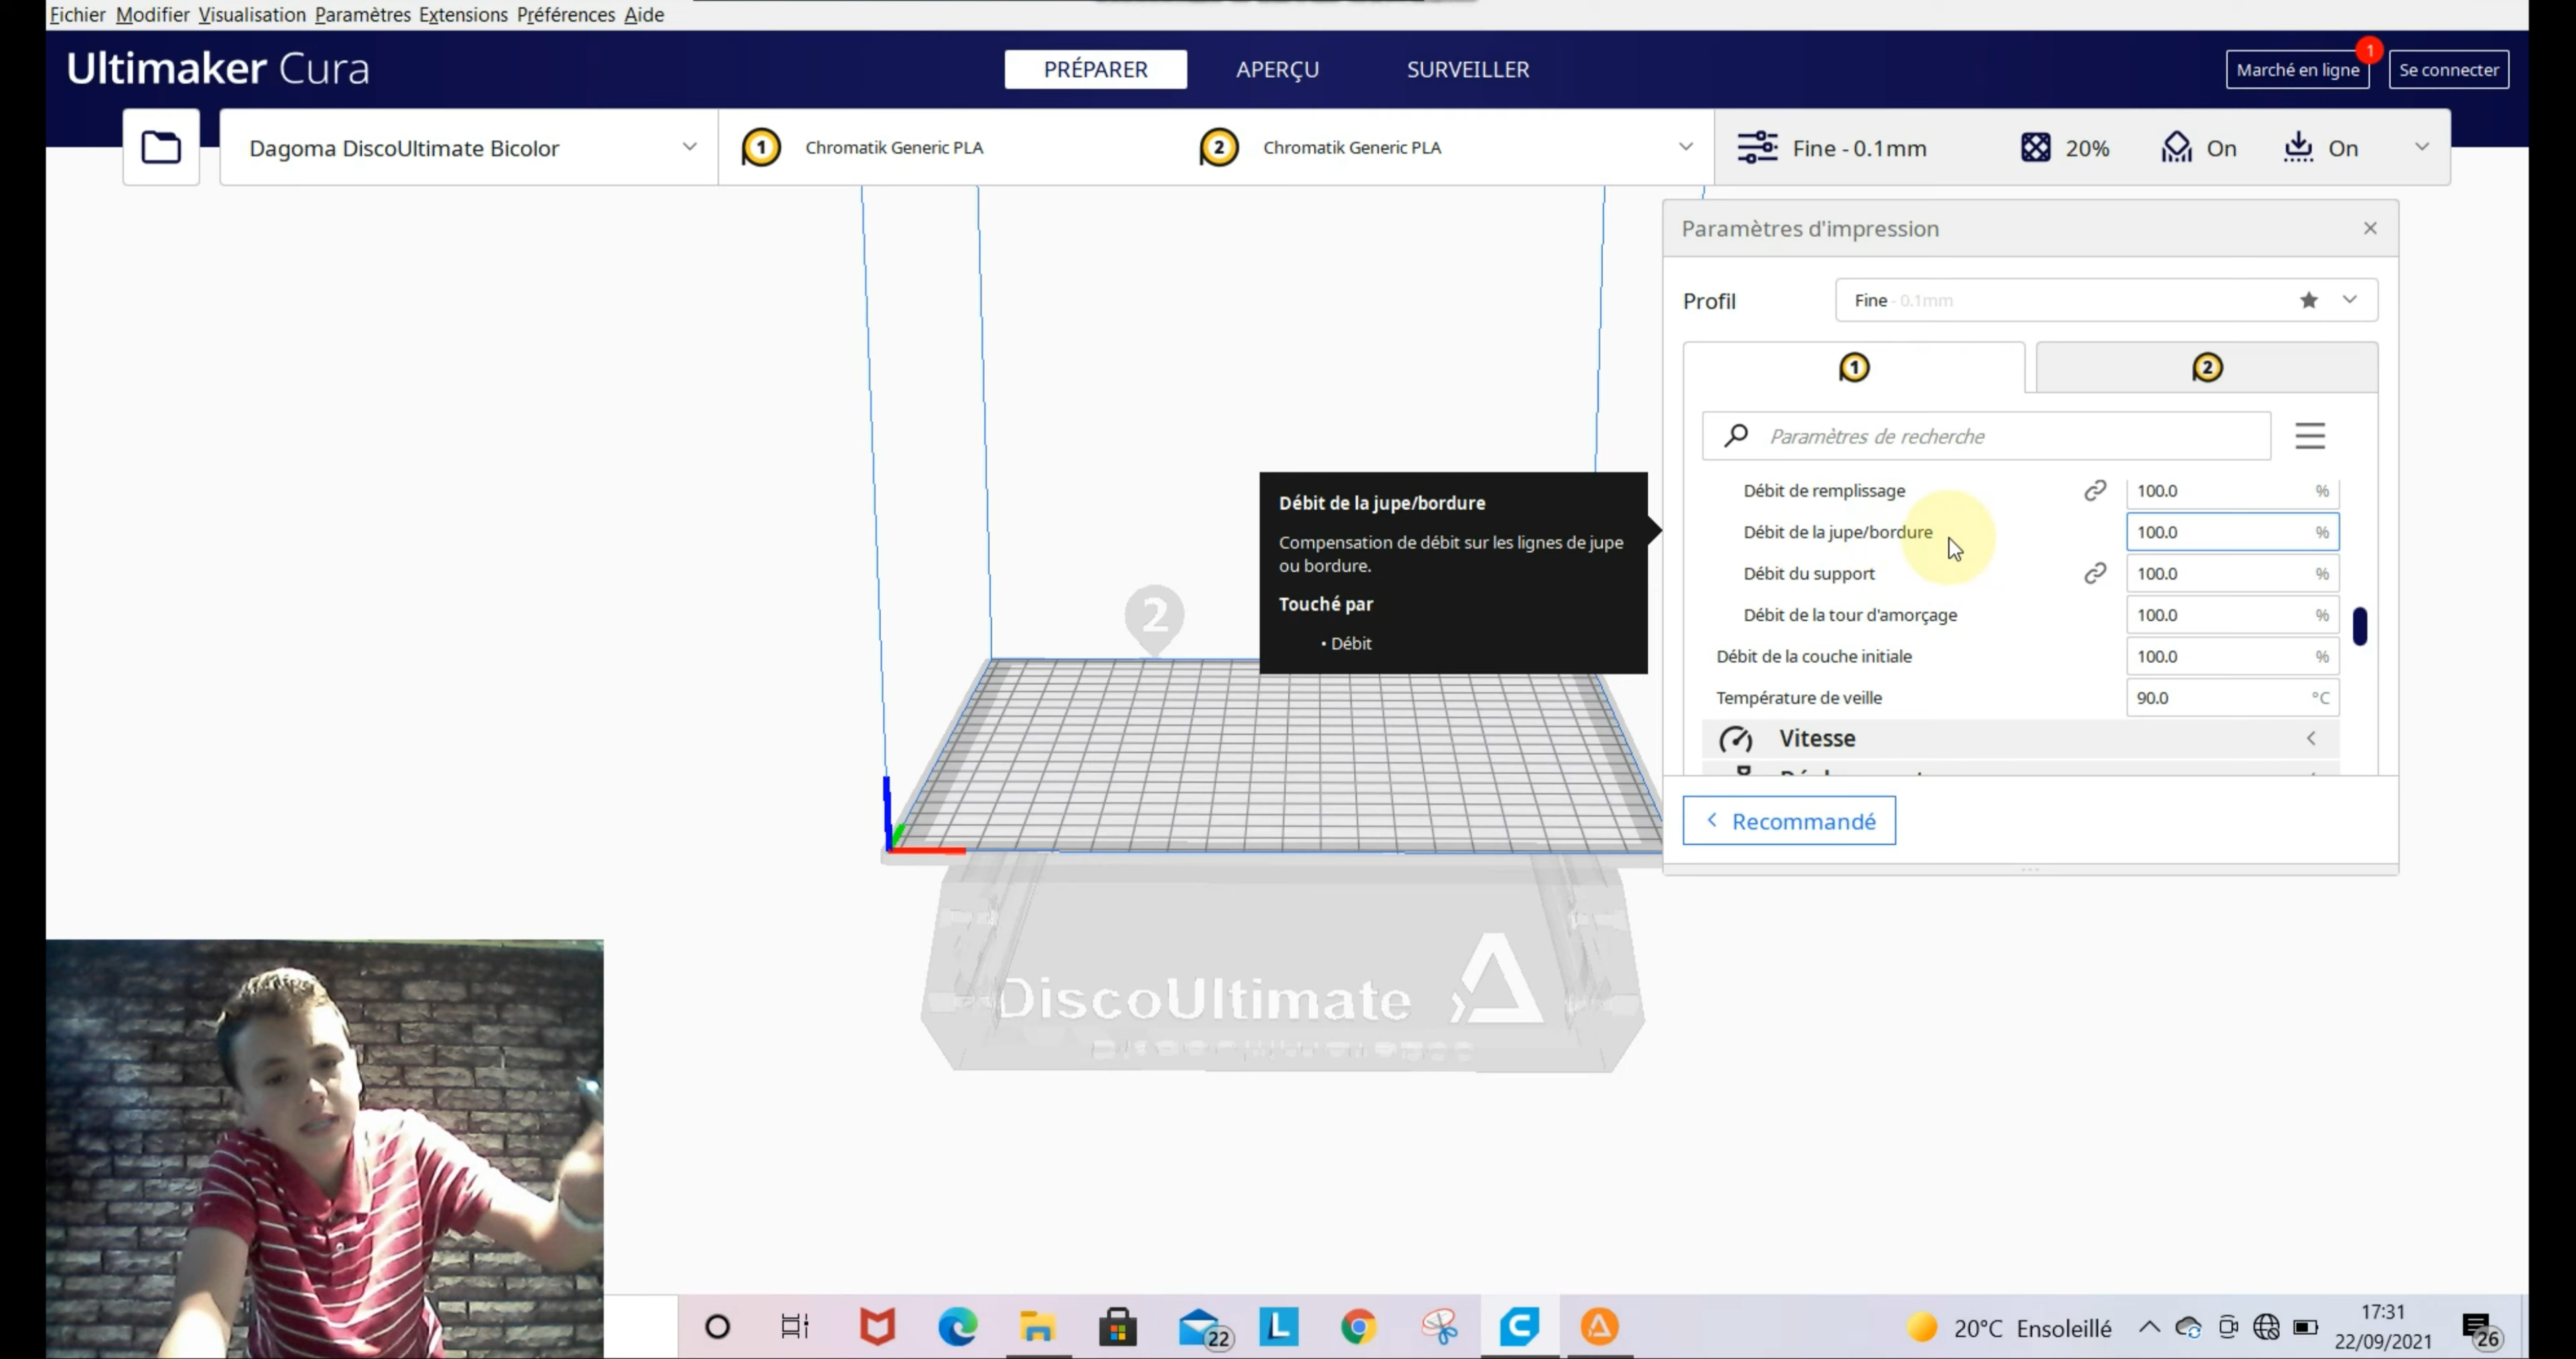 Fichier Modifier Visualisation Paramètres Extensions Préférences Aide
Ultimaker Cura
PRÉPARER
APERÇU
SURVEILLER
Marché en ligne
1
Se connecter
Dagoma DiscoUltimate Bicolor
1 Chromatik Generic PLA
2 Chromatik Generic PLA
Fine - 0.1mm
20%
On
On
Paramètres d'impression
Profil
Fine - 0.1mm
1
2
Paramètres de recherche
Débit de remplissage 100.0 %
Débit de la jupe/bordure 100.0 %
Débit du support 100.0 %
Débit de la tour d'amorçage 100.0 %
Débit de la couche initiale 100.0 %
Température de veille 90.0 °C
Vitesse
Recommandé
Débit de la jupe/bordure
Compensation de débit sur les lignes de jupe
ou bordure.
Touché par
• Débit
2
DiscoUltimate
22
L
20°C Ensoleillé
17:31
22/09/2021
26